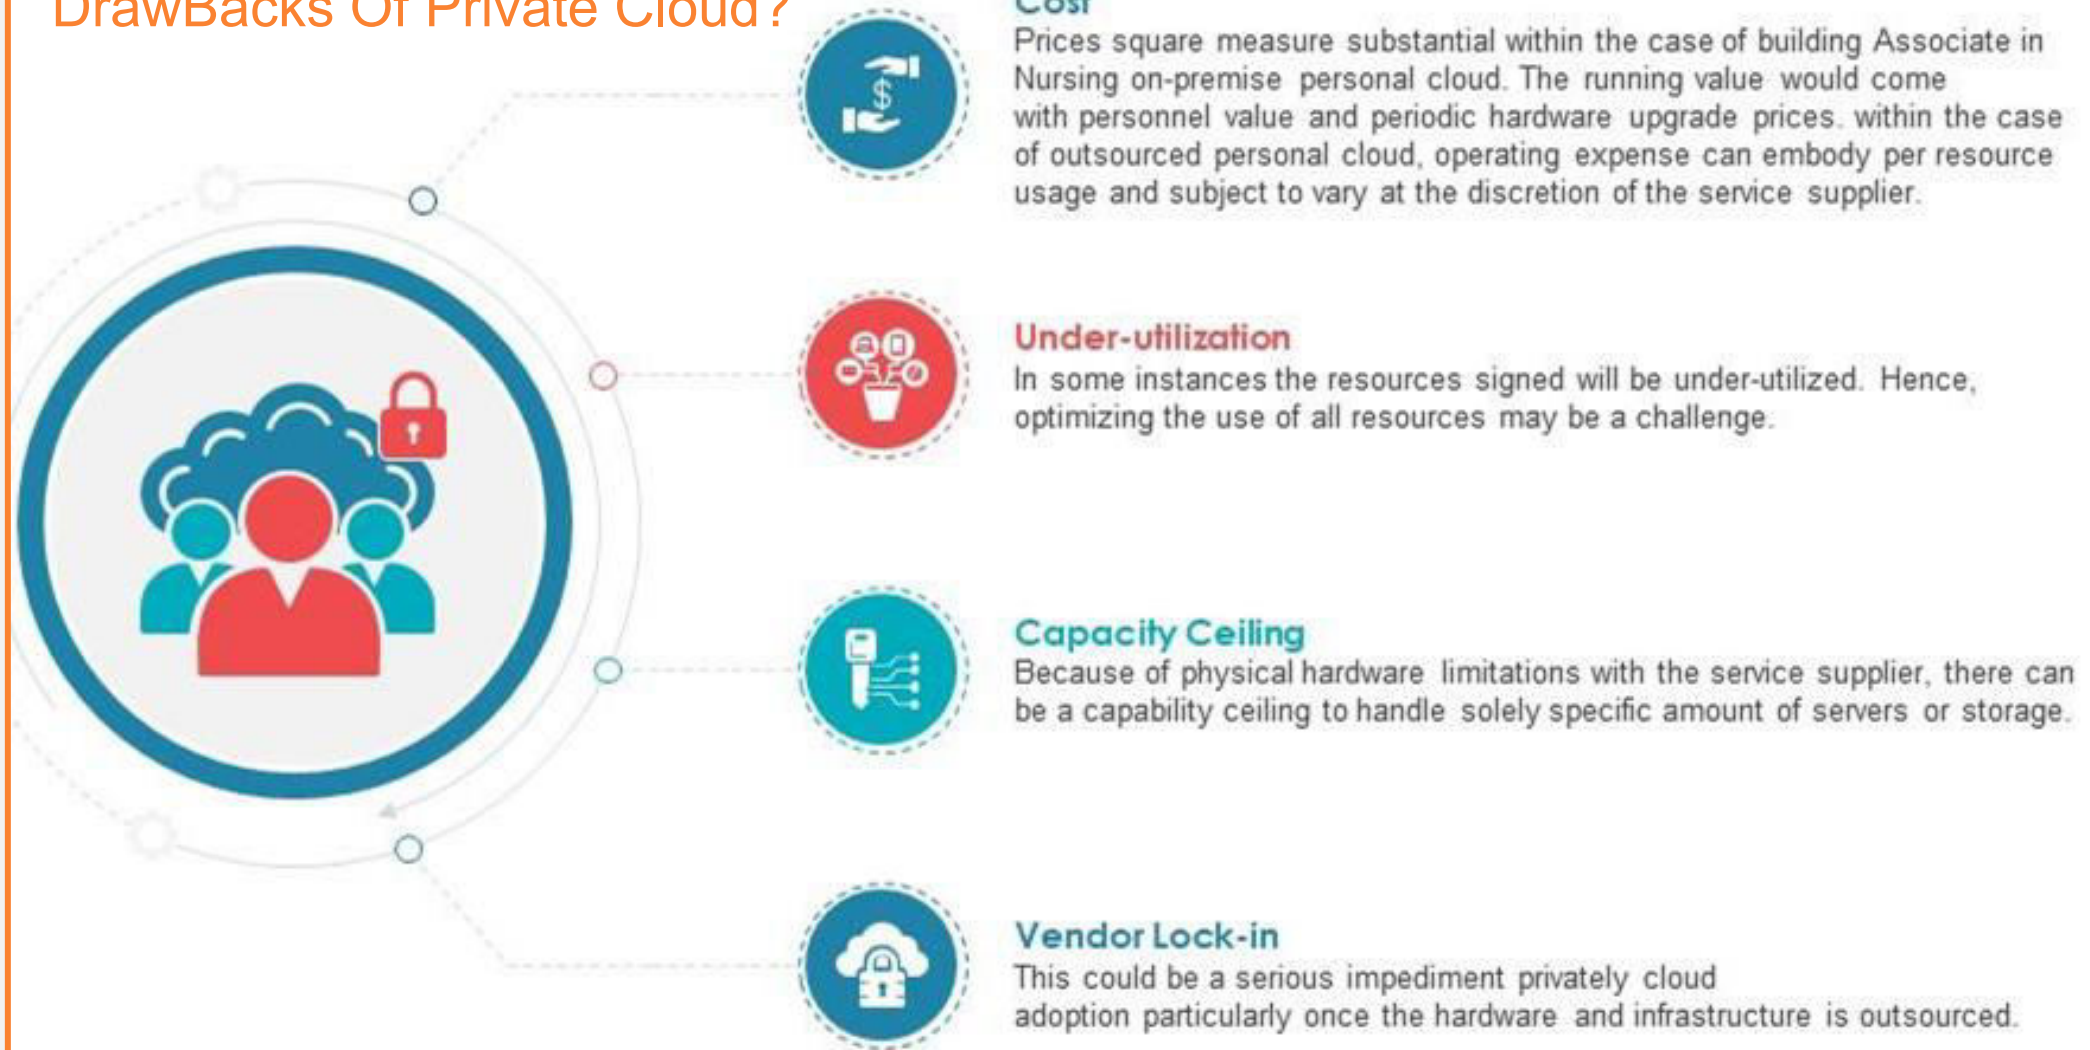 DrawBacks Of Private Cloud?
Cost
Prices square measure substantial within the case of building Associate in
Nursing on-premise personal cloud. The running value would come
with personnel value and periodic hardware upgrade prices. within the case
of outsourced personal cloud, operating expense can embody per resource
usage and subject to vary at the discretion of the service supplier.
Under-utilization
In some instances the resources signed will be under-utilized. Hence,
optimizing the use of all resources may be a challenge.
Capacity Ceiling
Because of physical hardware limitations with the service supplier, there can
be a capability ceiling to handle solely specific amount of servers or storage.
Vendor Lock-in
This could be a serious impediment privately cloud
adoption particularly once the hardware and infrastructure is outsourced.